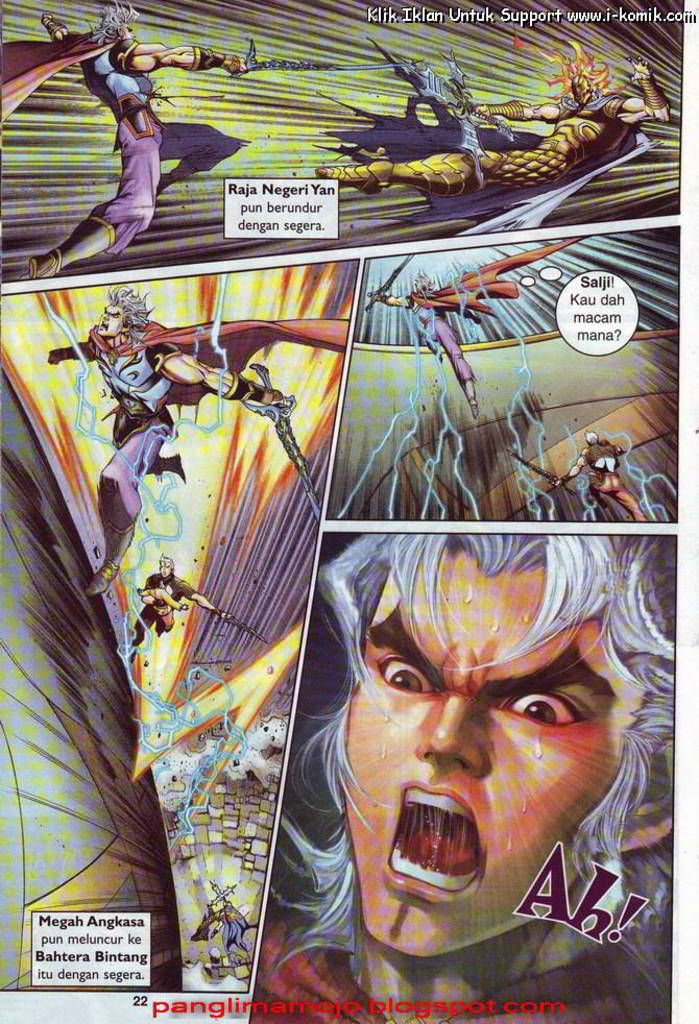 Klik Iklan Untuk Support www.i-komik.com
Raja Negeri Yan
pun berundur
dengan segera.
Salji!
Kau dah
macam
mana?
Megah Angkasa
pun meluncur ke
Bahtera Bintang
itu dengan segera.
Ah!
22
panglimamojo.blogspot.com